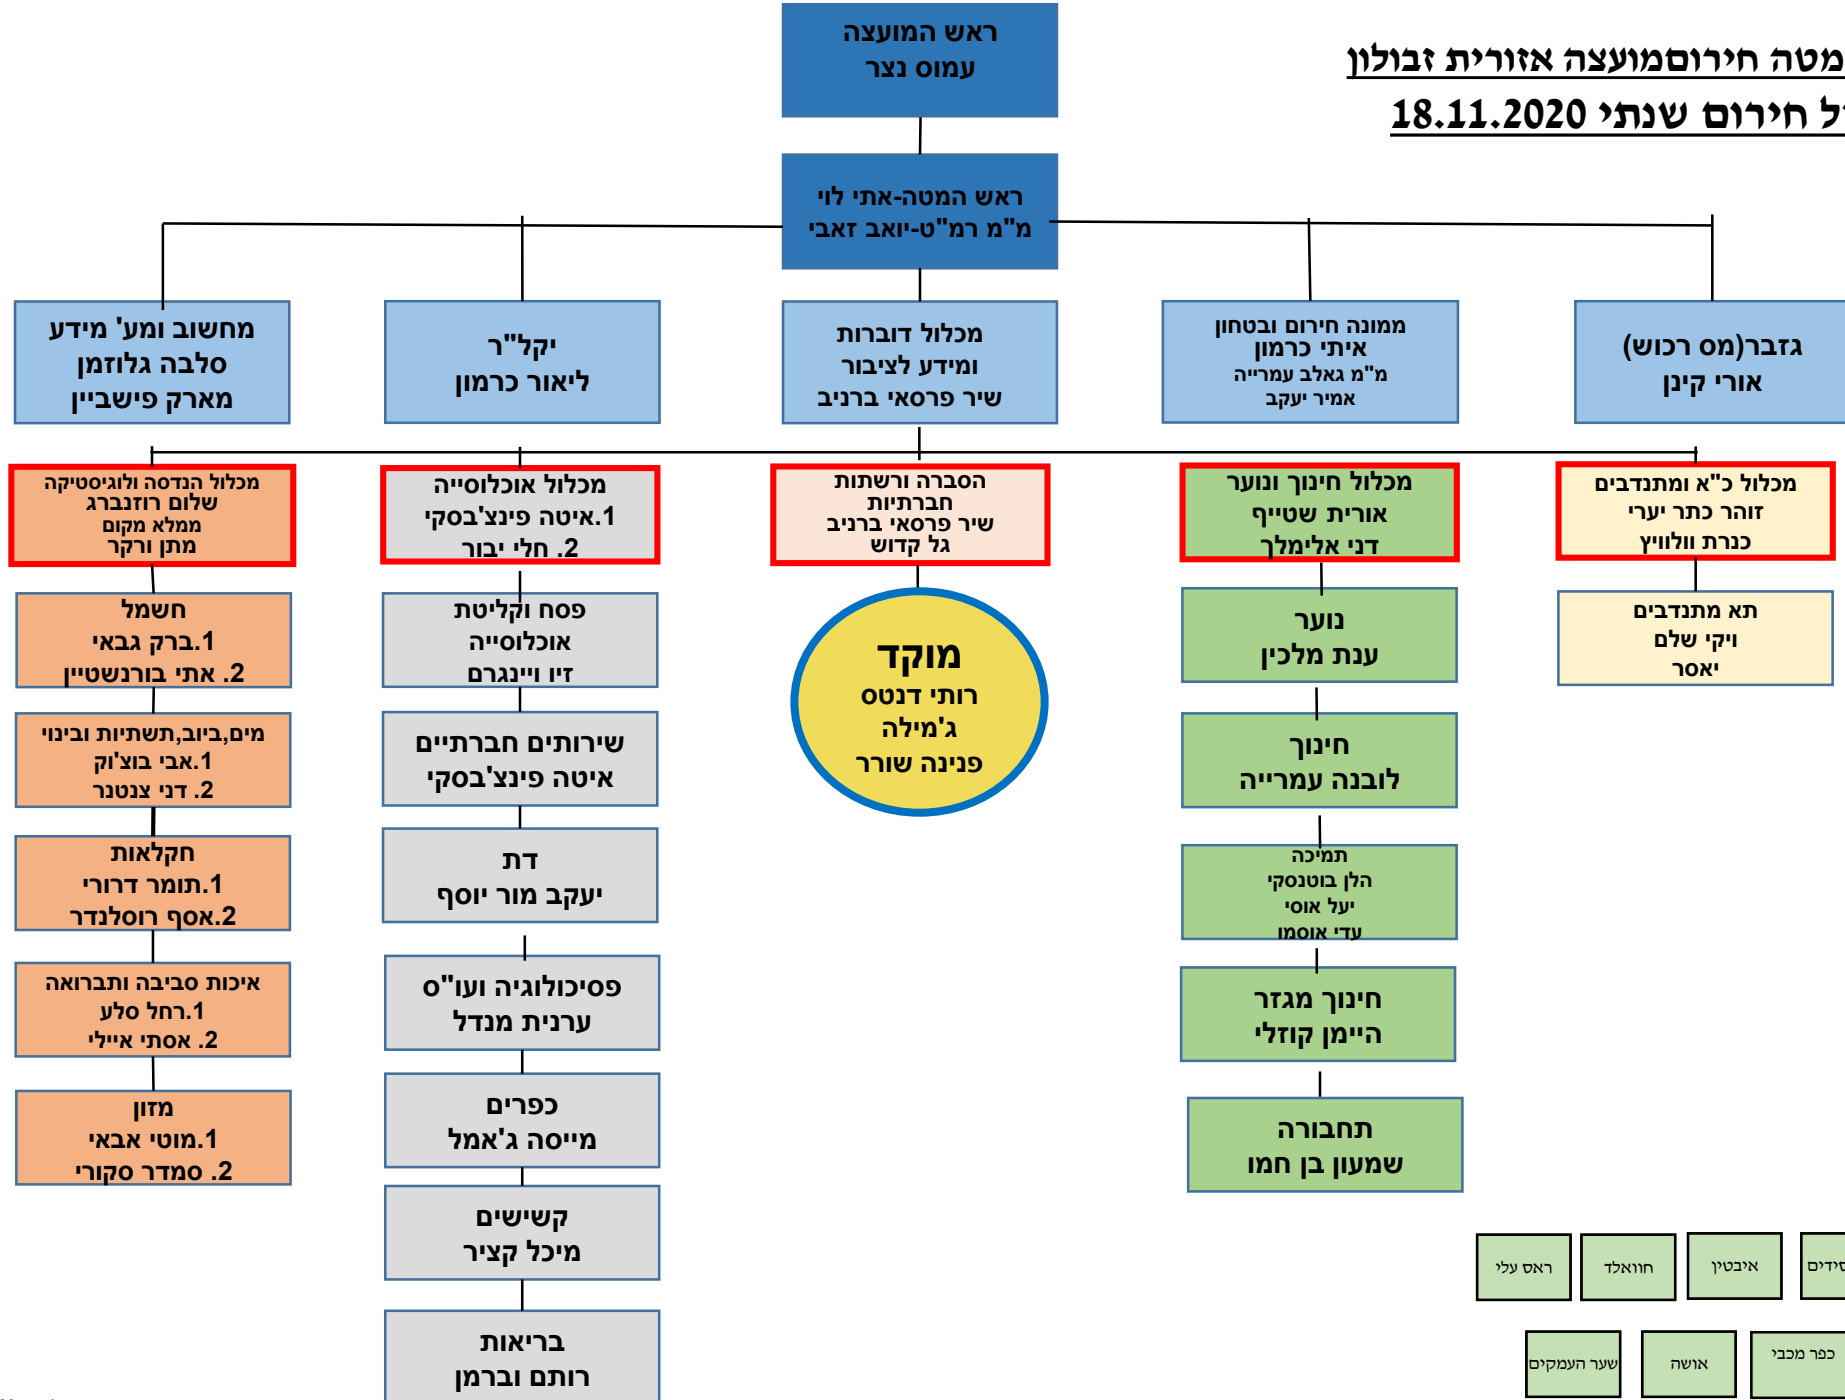 מטה חירוםמועצה אזורית זבולון
חירום שנתי 18.11.2020
ראש המועצה
עמוס נצר
ראש המטה-אתי לוי
מ"מ רמ"ט-יואב זאבי
גזבר(מס רכוש)
אורי קינן
ממונה חירום ובטחון
איתי כרמון
מ"מ גאלב עמרייה
אמיר יעקב
מכלול דוברות
ומידע לציבור
שיר פרסאי ברניב
יקל"ר
ליאור כרמון
מחשוב ומע' מידע
סלבה גלוזמן
מארק פישביין
מכלול כ"א ומתנדבים
זוהר כתר יערי
כנרת וולוויץ
תא מתנדבים
ויקי שלם
יאסר
מכלול חינוך ונוער
אורית שטייף
דני אלימלך
נוער
ענת מלכין
חינוך
לובנה עמרייה
תמיכה
הלן בוטנסקי
יעל אוסי
עדי אוסמו
חינוך מגזר
היימן קוזלי
תחבורה
שמעון בן חמו
הסברה ורשתות
חברתיות
שיר פרסאי ברניב
גל קדוש
מוקד
רותי דנטס
ג'מילה
פנינה שורר
מכלול אוכלוסייה
1.איטה פינצ'בסקי
2. חלי יבור
פסח וקליטת
אוכלוסייה
זיו ויינגרם
שירותים חברתיים
איטה פינצ'בסקי
דת
יעקב מור יוסף
פסיכולוגיה ועו"ס
ערנית מנדל
כפרים
מייסה ג'אמל
קשישים
מיכל קציר
בריאות
רותם וברמן
מכלול הנדסה ולוגיסטיקה
שלום רוזנברג
ממלא מקום
מתן ורקר
חשמל
1.ברק גבאי
2. אתי בורנשטיין
מים,ביוב,תשתיות ובינוי
1.אבי בוצ'וק
2. דני צנטנר
חקלאות
1.תומר דרורי
2.אסף רוסלנדר
איכות סביבה ותברואה
1.רחל סלע
2. אסתי איילי
מזון
1.מוטי אבאי
2. סמדר סקורי
איבטין
חוואלד
ראס עלי
כפר מכבי
אושה
שער העמקים